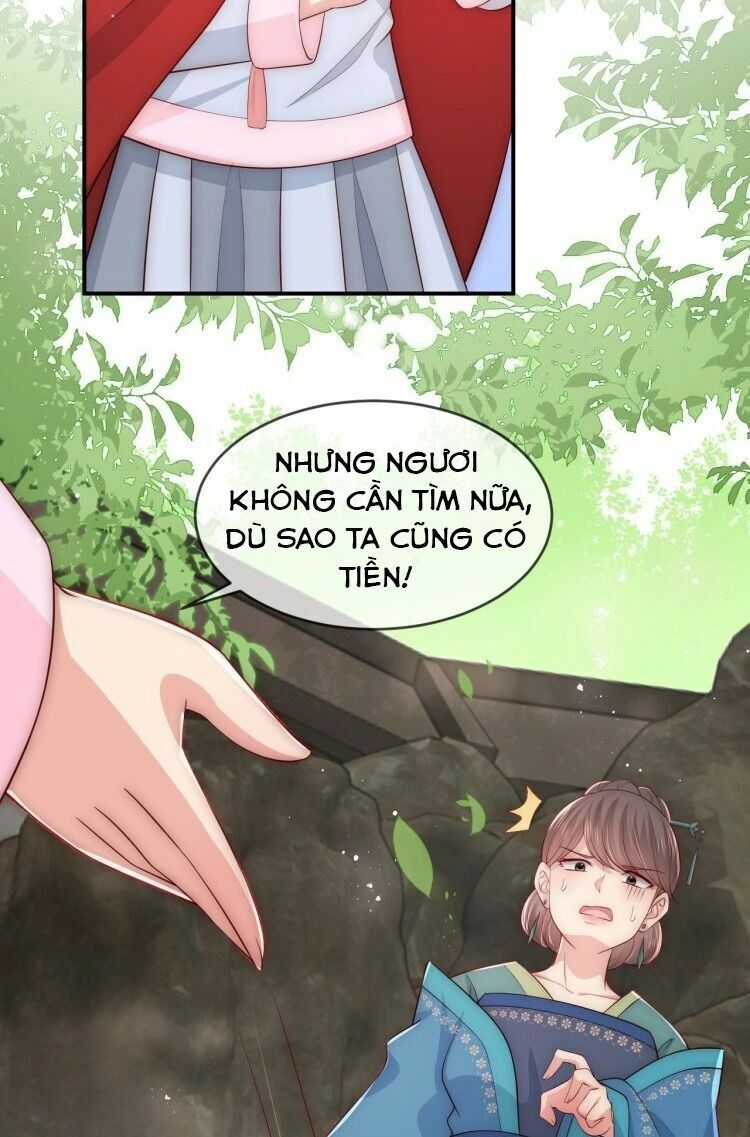 NHƯNG NGƯƠI
KHÔNG CẦN TÌM NỮA,
DÙ SAO TA CŨNG CÓ
TIỀN!